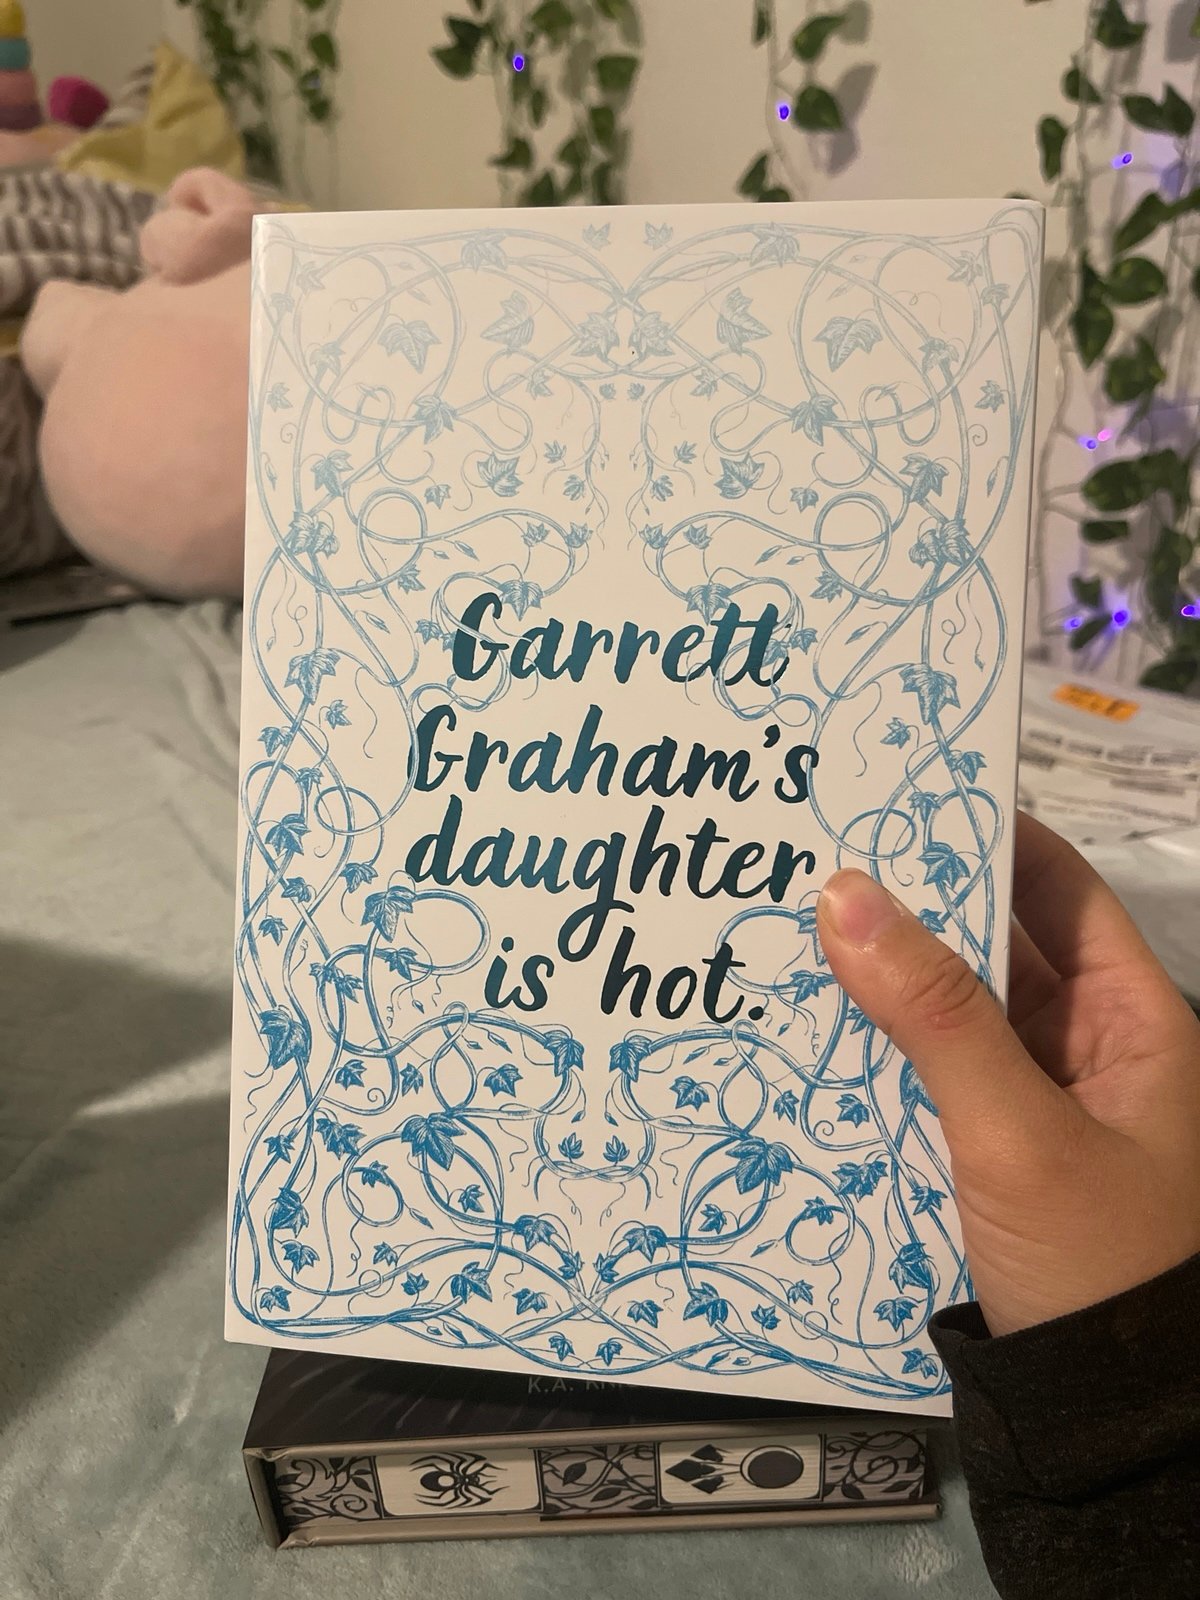 Garrett
Graham's
daughter
is hot.
K.A.